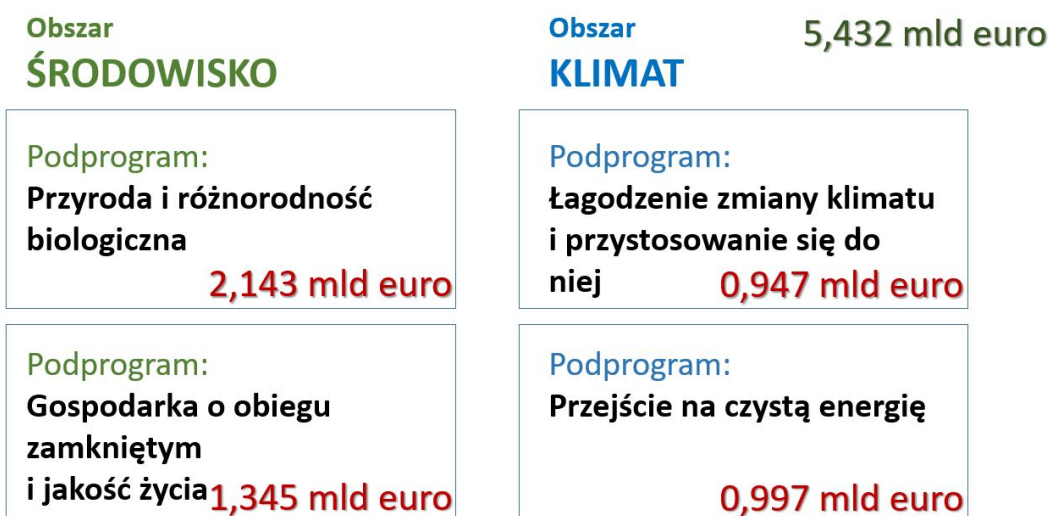 Obszar
ŚRODOWISKO
Obszar
KLIMAT
5,432 mld euro
Podprogram:
Przyroda i różnorodność
biologiczna
2,143 mld euro
Podprogram:
Łagodzenie zmiany klimatu
i przystosowanie się do
niej
0,947 mld euro
Podprogram:
Gospodarka o obiegu
zamkniętym
i jakość życia
1,345 mld euro
Podprogram:
Przejście na czystą energię
0,997 mld euro